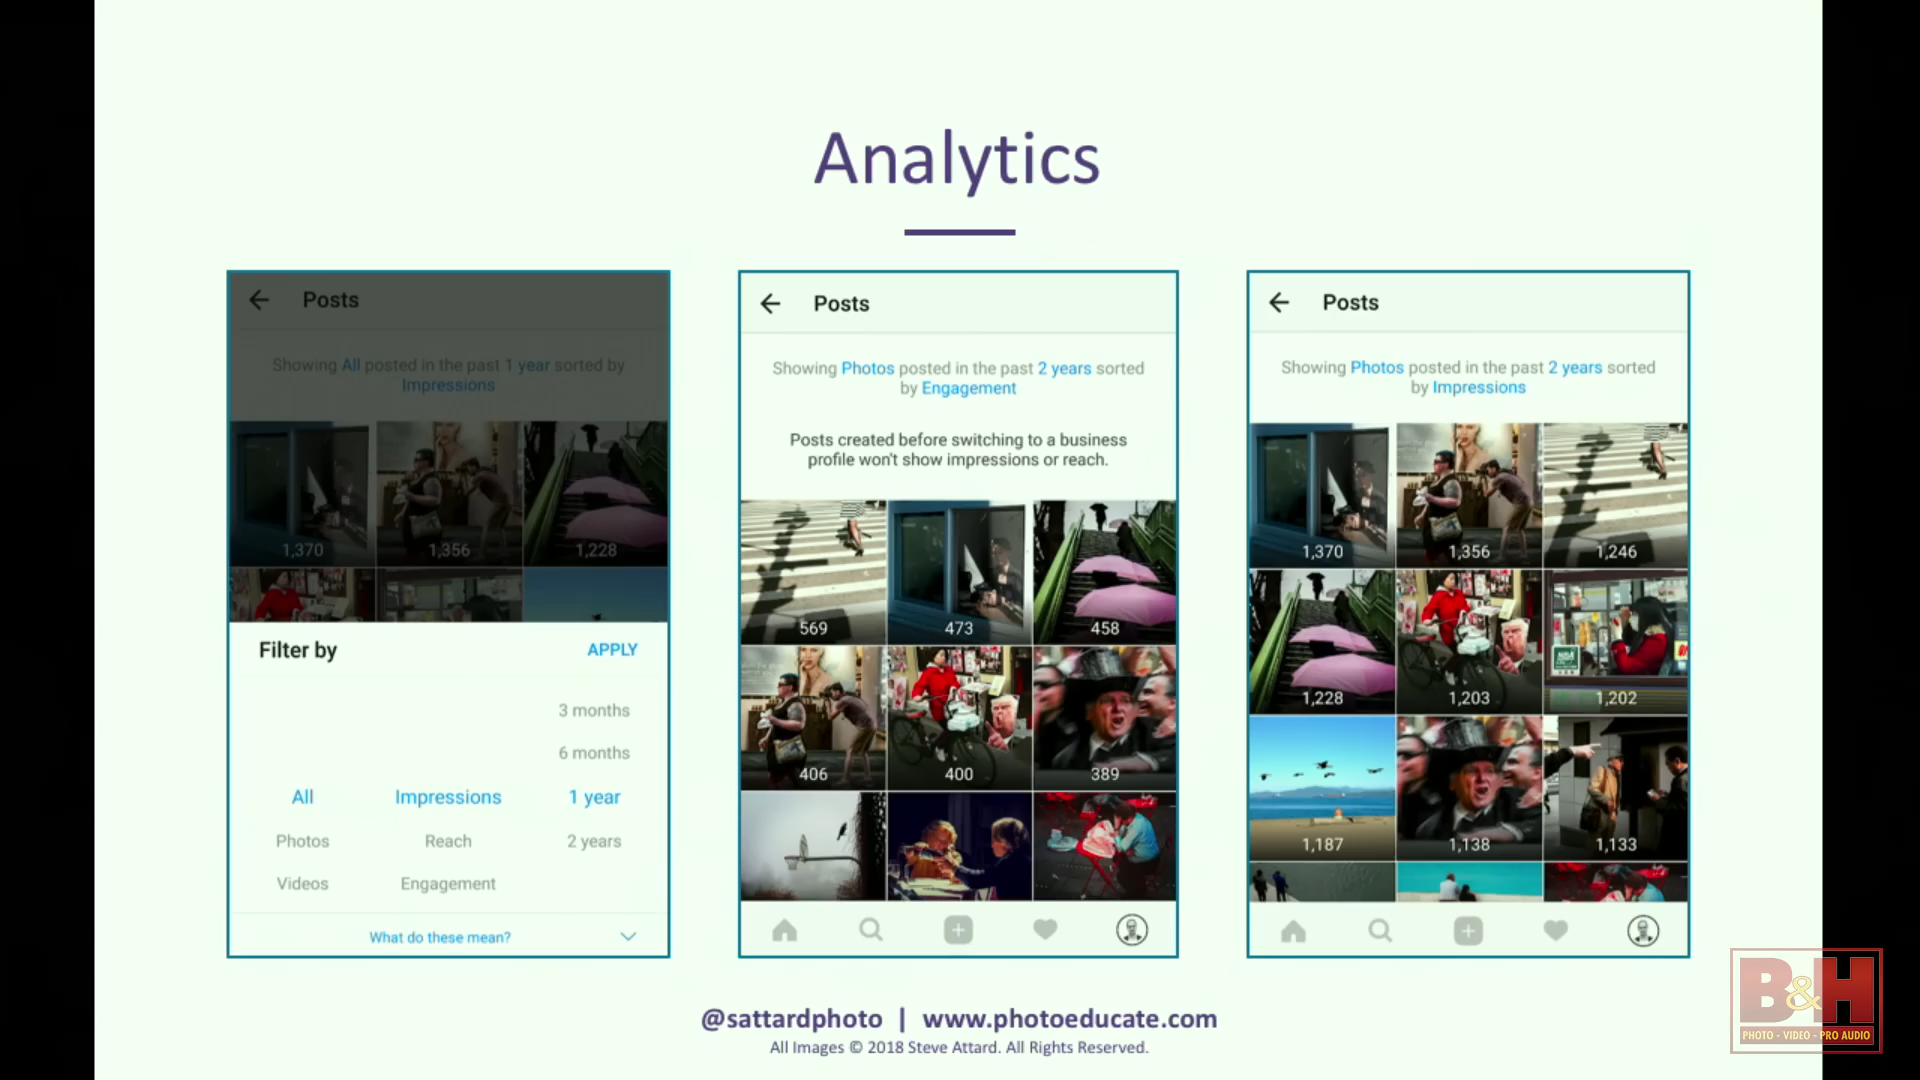 Analytics
Posts
Showing All posted in the past 1 year sorted by
Impressions
1,370
1,356
1,228
Filter by
APPLY
3 months
6 months
All
Impressions
1 year
Photos
Reach
2 years
Videos
Engagement
What do these mean?
Posts
Showing Photos posted in the past 2 years sorted
by Engagement
Posts created before switching to a business
profile won't show impressions or reach.
569
473
458
406
400
389
Posts
Showing Photos posted in the past 2 years sorted
by Impressions
1,370
1,356
1,246
1,228
1,203
1,202
1,187
1,138
1,133
@sattardphoto | www.photoeducate.com
All Images © 2018 Steve Attard. All Rights Reserved.
B&H
PHOTO - VIDEO - PRO AUDIO